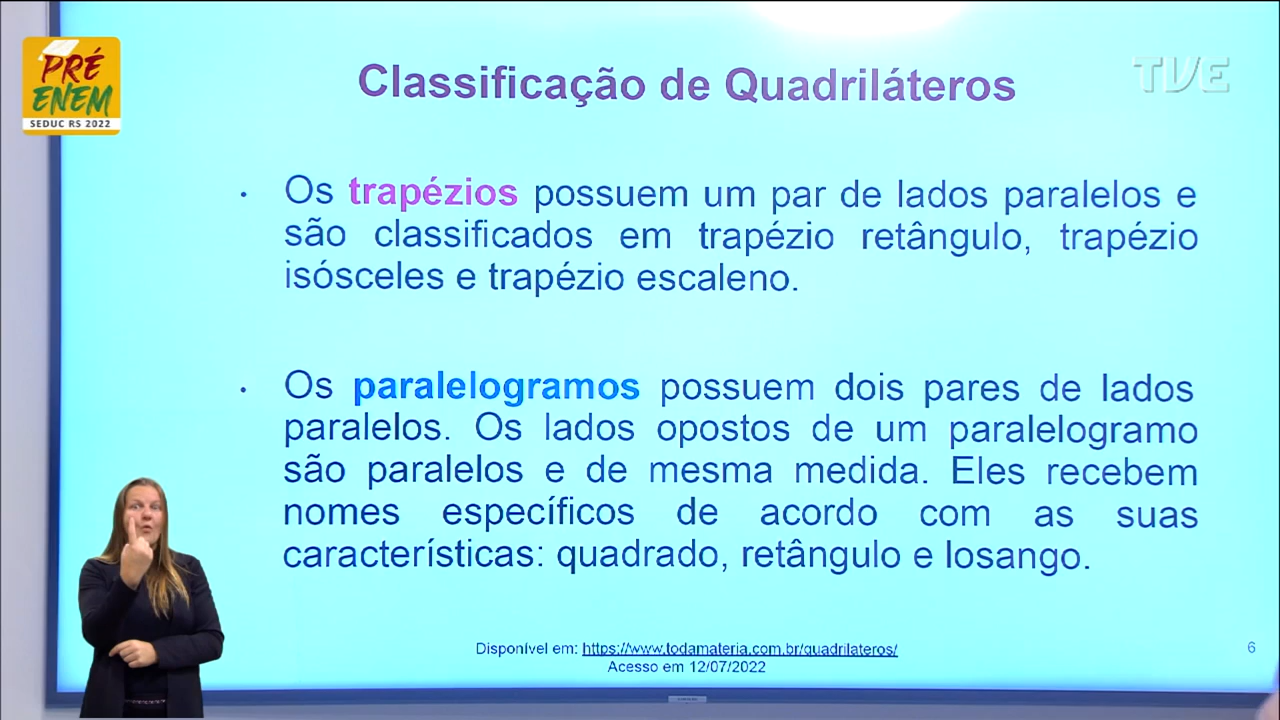 PRÉ
ENEM
SEDUC RS 2022
TVE
Classificação de Quadriláteros
• Os trapézios possuem um par de lados paralelos e
são classificados em trapézio retângulo, trapézio
isósceles e trapézio escaleno.
• Os paralelogramos possuem dois pares de lados
paralelos. Os lados opostos de um paralelogramo
são paralelos e de mesma medida. Eles recebem
nomes específicos de acordo com as suas
características: quadrado, retângulo e losango.
Disponível em: https://www.todamateria.com.br/quadrilateros/
Acesso em 12/07/2022
6